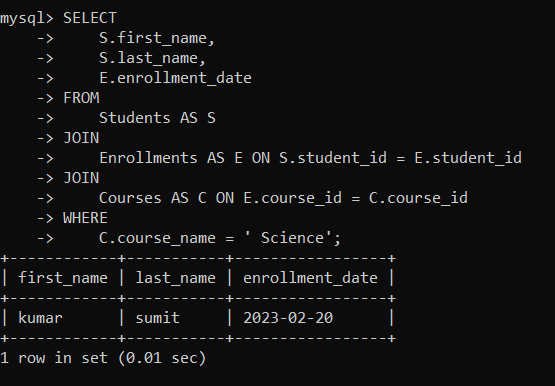 mysql> SELECT
    ->     S.first_name,
    ->     S.last_name,
    ->     E.enrollment_date
    -> FROM
    ->     Students AS S
    -> JOIN
    ->     Enrollments AS E ON S.student_id = E.student_id
    -> JOIN
    ->     Courses AS C ON E.course_id = C.course_id
    -> WHERE
    ->     C.course_name = ' Science';
+------------+-----------+-----------------+
| first_name | last_name | enrollment_date |
+------------+-----------+-----------------+
| kumar      | sumit     | 2023-02-20      |
+------------+-----------+-----------------+
1 row in set (0.01 sec)